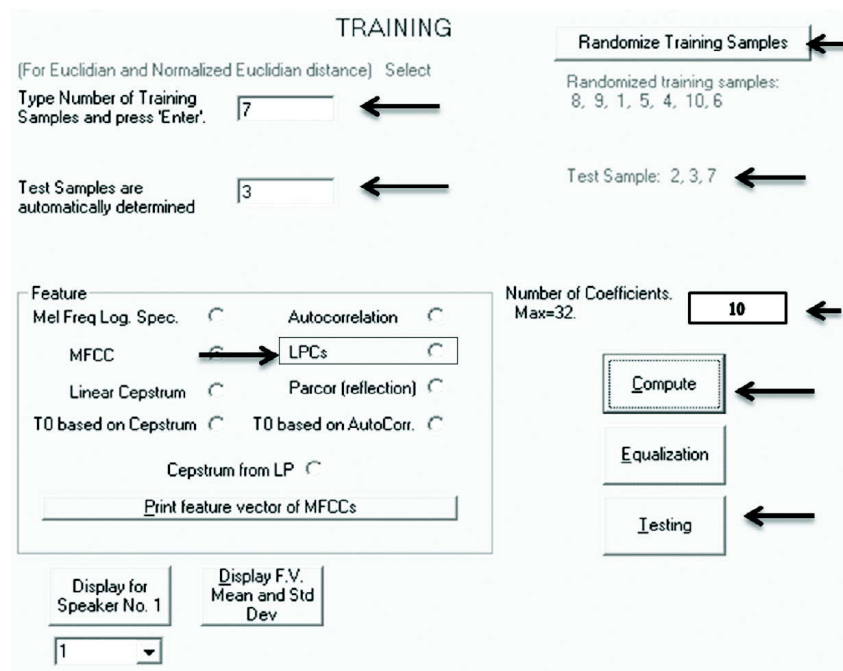 TRAINING
Randomize Training Samples
(For Euclidian and Normalized Euclidian distance) Select
Type Number of Training
Samples and press 'Enter'.
7
Randomized training samples:
8, 9, 1, 5, 4, 10, 6
Test Samples are
automatically determined
3
Test Sample: 2, 3, 7
Feature
Mel Freq Log. Spec.
Autocorrelation
MFCC
LPCs
Linear Cepstrum
Parcor (reflection)
T0 based on Cepstrum
T0 based on AutoCorr.
Cepstrum from LP
Print feature vector of MFCCs
Number of Coefficients.
Max=32.
10
Compute
Equalization
Testing
Display for
Speaker No. 1
Display F.V.
Mean and Std
Dev
1